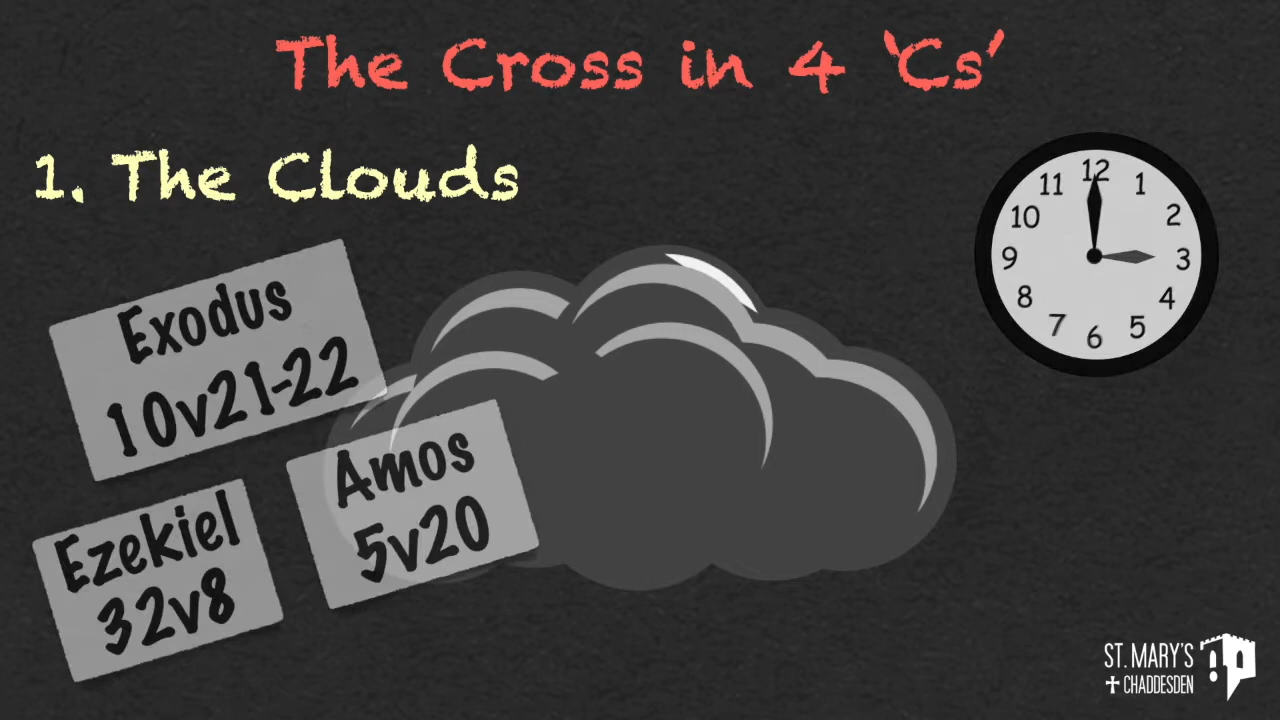 The Cross in 4 ‘Cs’
1. The Clouds
Exodus
10v21-22
Amos
5v20
Ezekiel
32v8
12
1
2
3
4
5
6
7
8
9
10
11
ST. MARY'S
CHADDESDEN